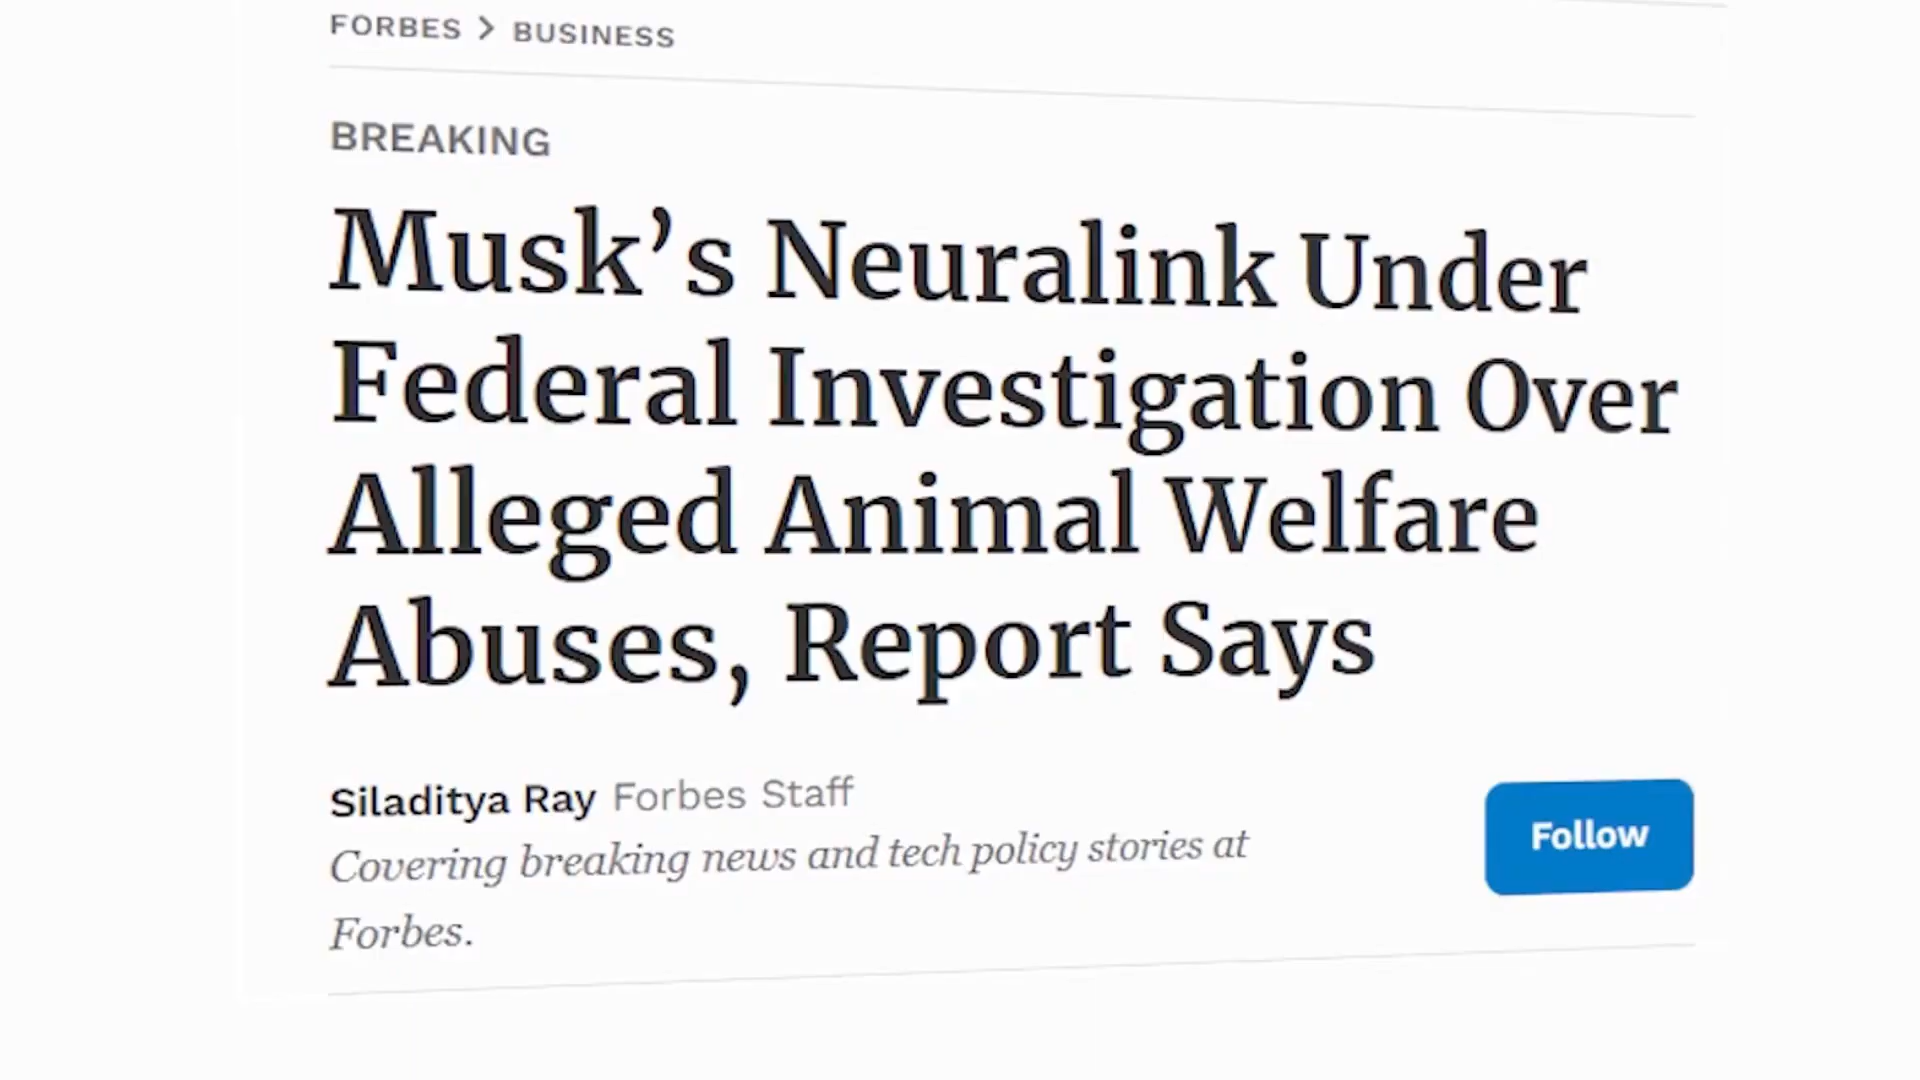 FORBES > BUSINESS
BREAKING
Musk’s Neuralink Under
Federal Investigation Over
Alleged Animal Welfare
Abuses, Report Says
Siladitya Ray Forbes Staff
Covering breaking news and tech policy stories at
Forbes.
Follow